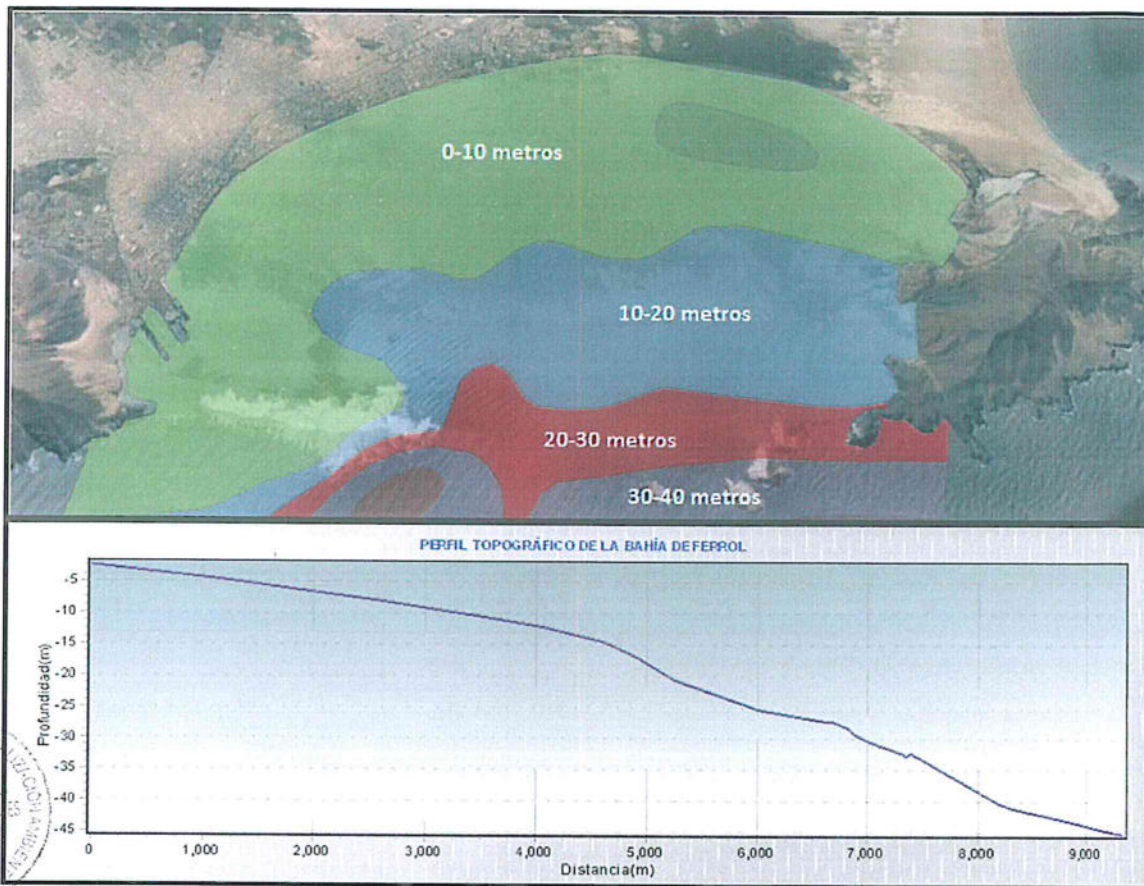 0-10 metros
10-20 metros
20-30 metros
30-40 metros
PERFIL TOPOGRÁFICO DE LA BAHÍA DE FERROL
Profundidad(m)
-5
-10
-15
-20
-25
-30
-35
-40
-45
0
1,000
2,000
3,000
4,000
5,000
6,000
7,000
8,000
9,000
Distancia(m)